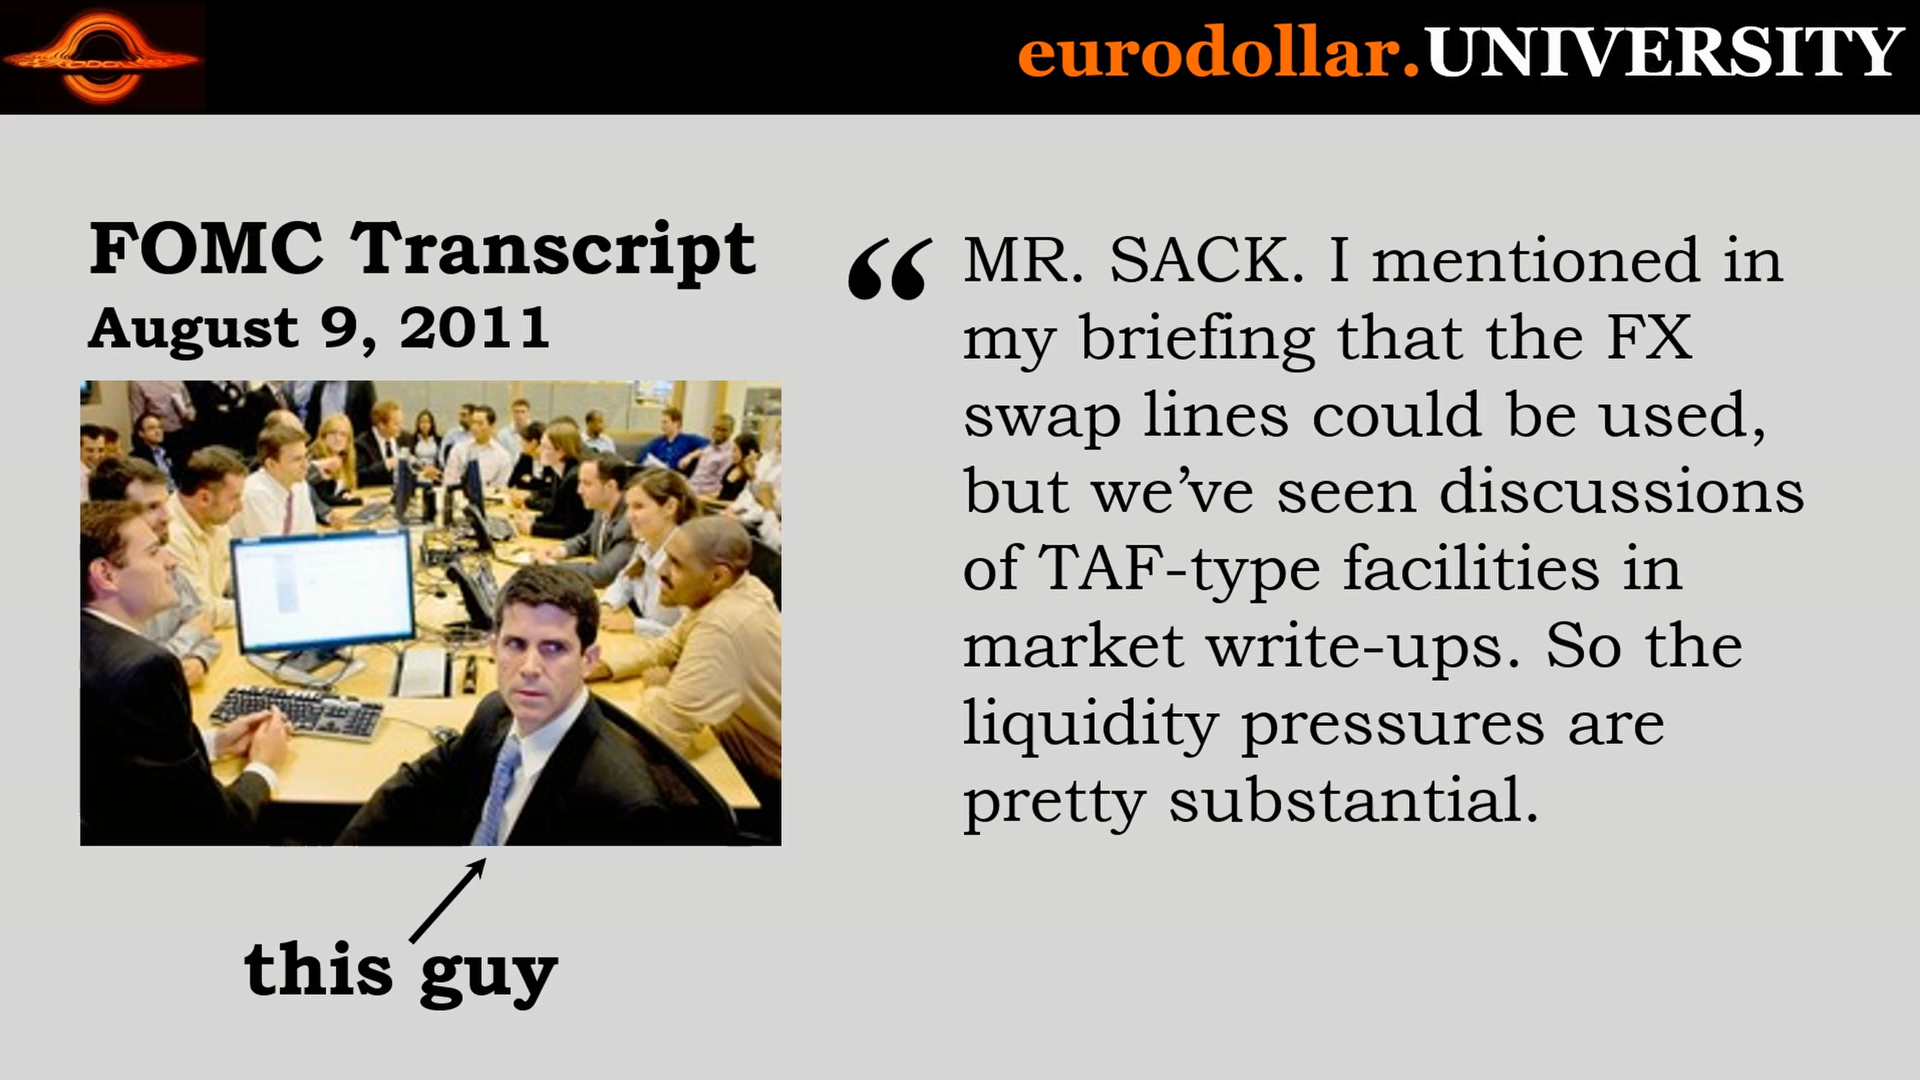 eurodollar.UNIVERSITY
FOMC Transcript
August 9, 2011
this guy
“ MR. SACK. I mentioned in
my briefing that the FX
swap lines could be used,
but we’ve seen discussions
of TAF-type facilities in
market write-ups. So the
liquidity pressures are
pretty substantial.